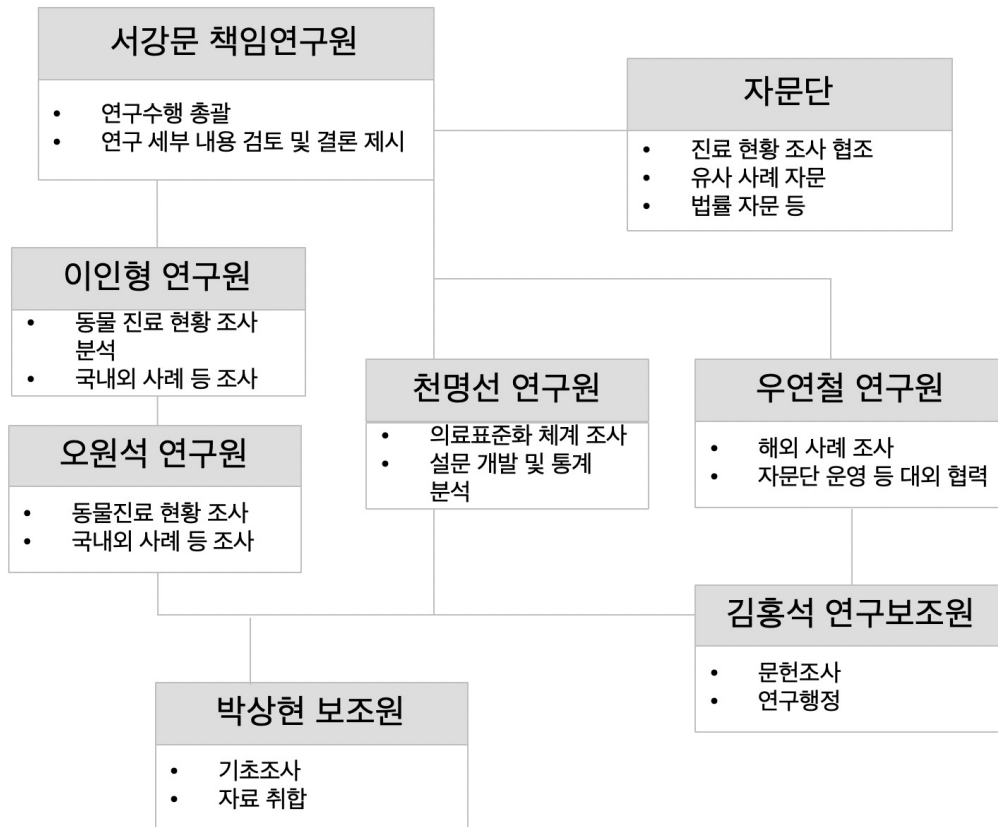 서강문 책임연구원
• 연구수행 총괄
• 연구 세부 내용 검토 및 결론 제시
자문단
• 진료 현황 조사 협조
• 유사 사례 자문
• 법률 자문 등
이인형 연구원
• 동물 진료 현황 조사
분석
• 국내외 사례 등 조사
천명선 연구원
• 의료표준화 체계 조사
• 설문 개발 및 통계
분석
우연철 연구원
• 해외 사례 조사
• 자문단 운영 등 대외 협력
오원석 연구원
• 동물진료 현황 조사
• 국내외 사례 등 조사
김홍석 연구보조원
• 문헌조사
• 연구행정
박상현 보조원
• 기초조사
• 자료 취합